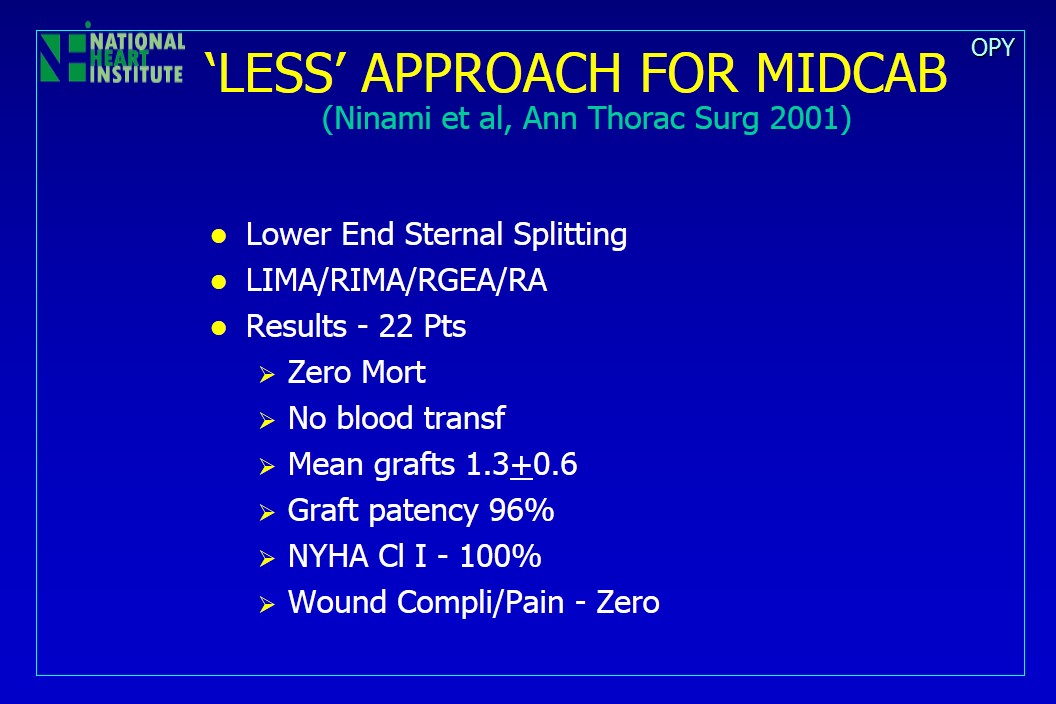 NATIONAL
HEART
INSTITUTE
‘LESS’ APPROACH FOR MIDCAB
OPY
(Ninami et al, Ann Thorac Surg 2001)
Lower End Sternal Splitting
LIMA/RIMA/RGEA/RA
Results - 22 Pts
Zero Mort
No blood transf
Mean grafts 1.3+0.6
Graft patency 96%
NYHA Cl I - 100%
Wound Compli/Pain - Zero